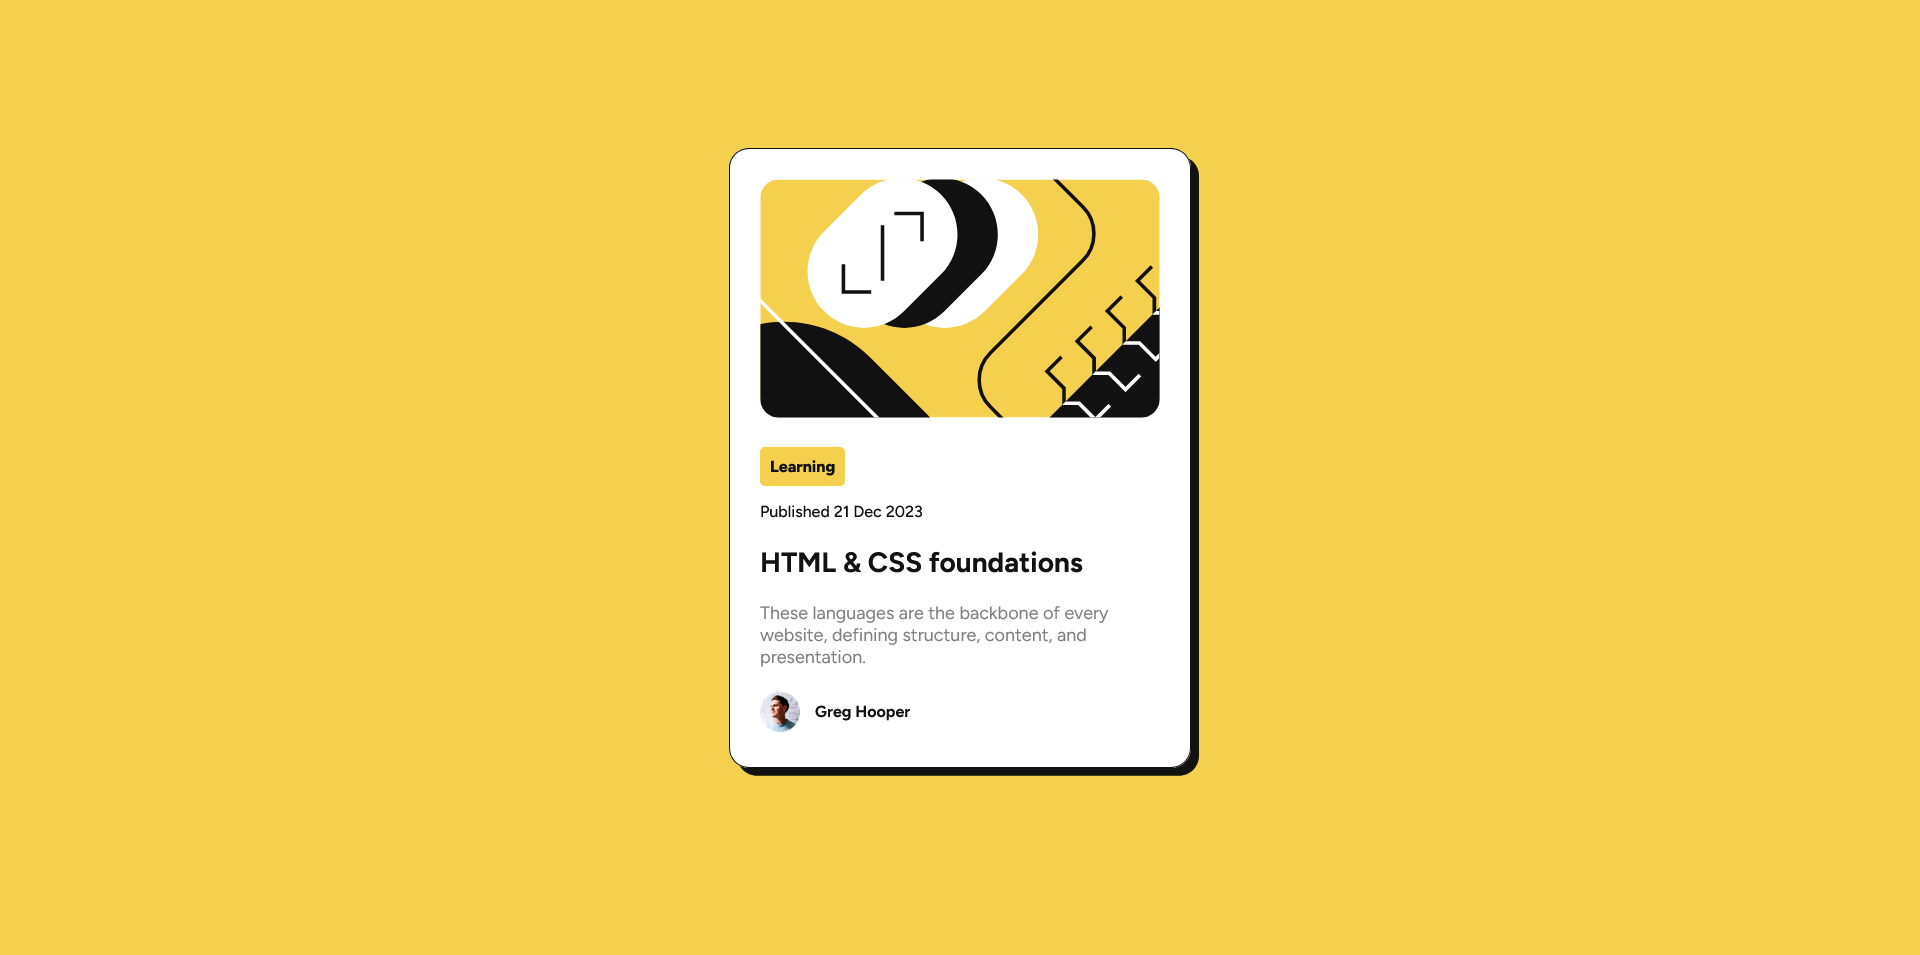 Learning
Published 21 Dec 2023
HTML & CSS foundations
These languages are the backbone of every
website, defining structure, content, and
presentation.
Greg Hooper